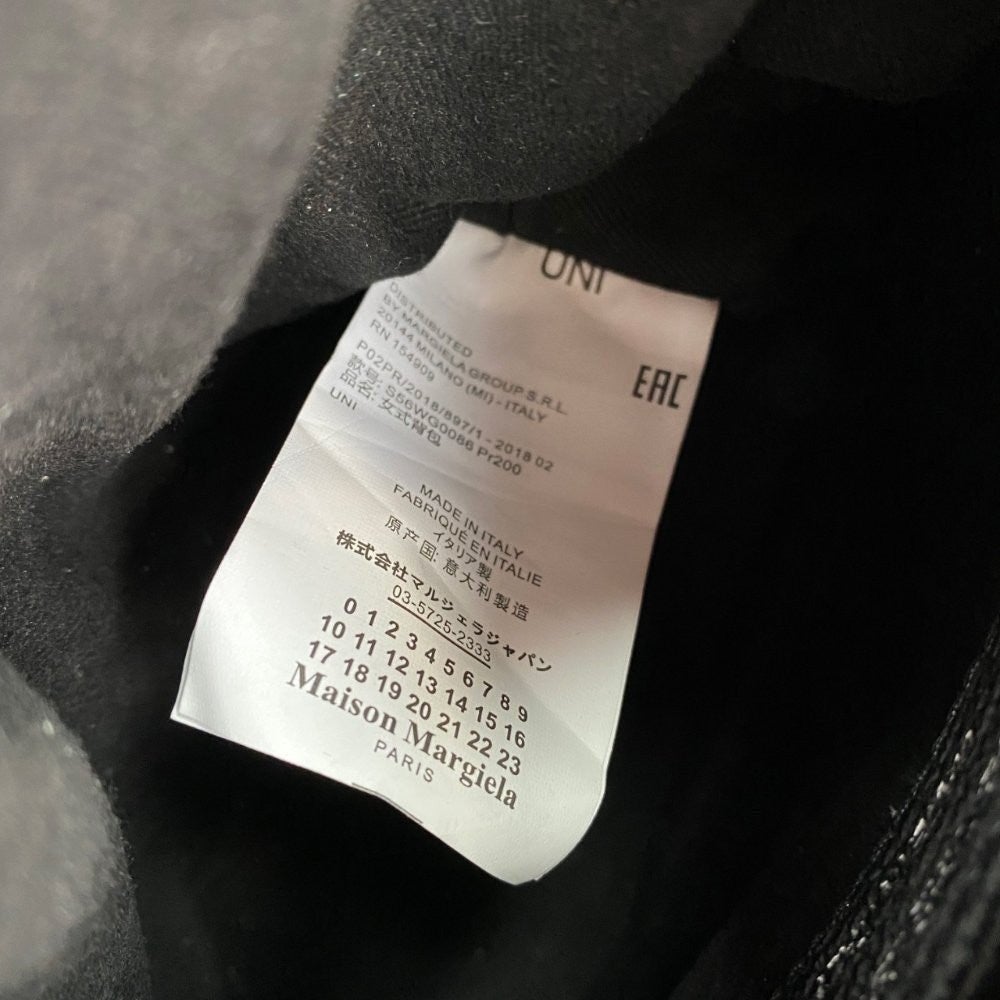 UNI
DISTRIBUTED
BY MARGIELA GROUP S.R.L.
20144 MILANO (MI) - ITALY
RN 154909
EAC
P02PR/2018/897/1 - 2018 02
款号: S56WG0086 Pr200
品名: 女式背包
UNI
MADE IN ITALY
FABRIQUÉ EN ITALIE
イタリア製
原产国: 意大利製造
株式会社マルジェラジャパン
03-5725-2333
0 1 2 3 4 5 6 7 8 9
10 11 12 13 14 15 16
17 18 19 20 21 22 23
Maison Margiela
PARIS